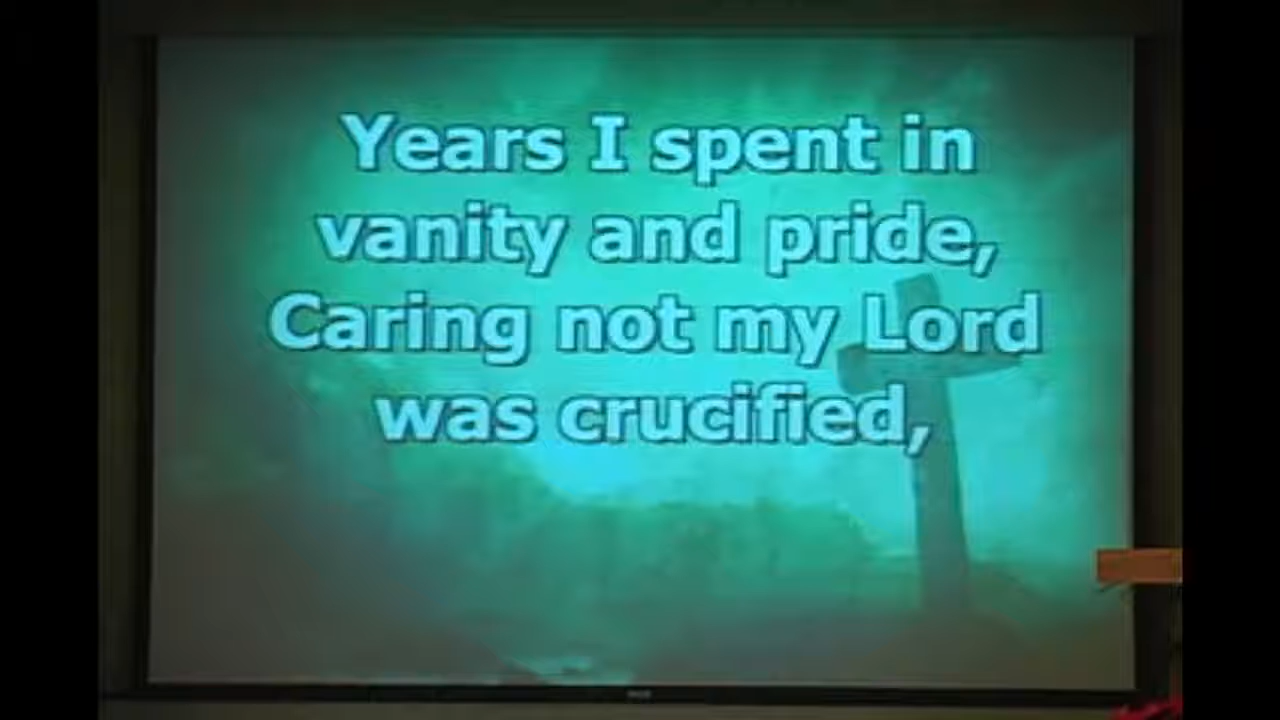 Years I spent in
vanity and pride,
Caring not my Lord
was crucified,